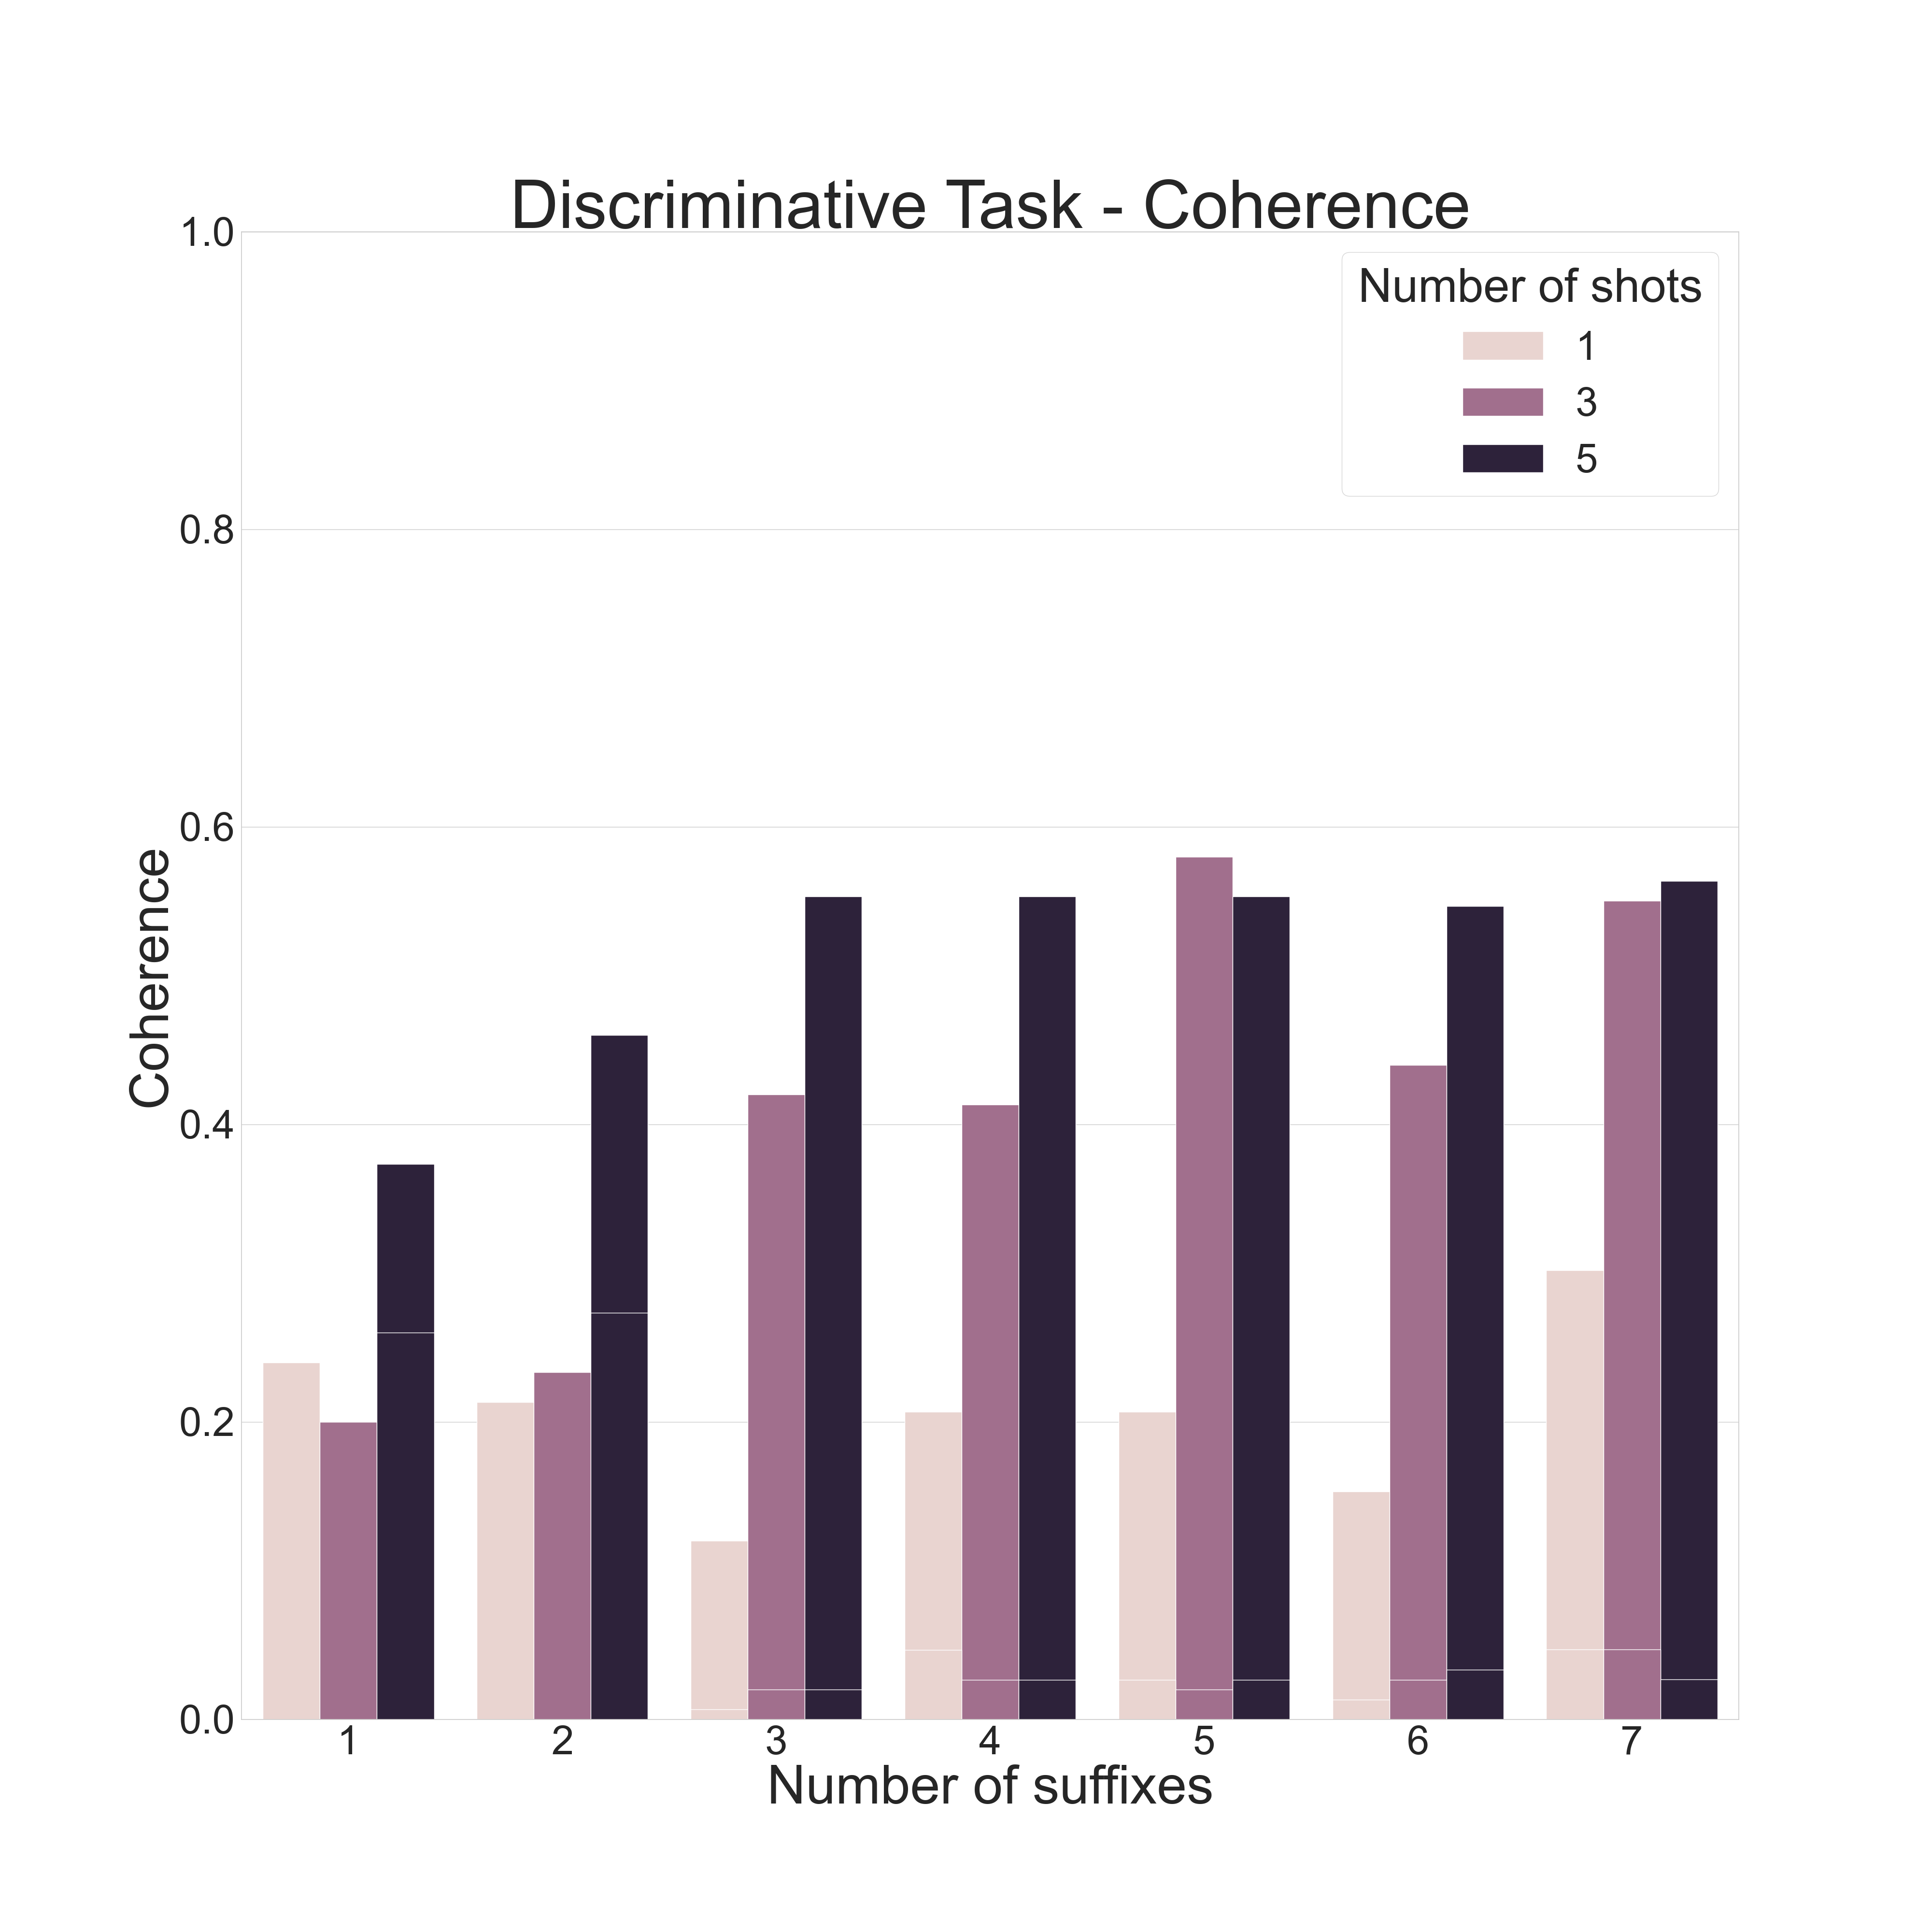 Discriminative Task - Coherence
Number of shots
1
3
5
Coherence
1.0
0.8
0.6
0.4
0.2
0.0
1 2 3 4 5 6 7
Number of suffixes